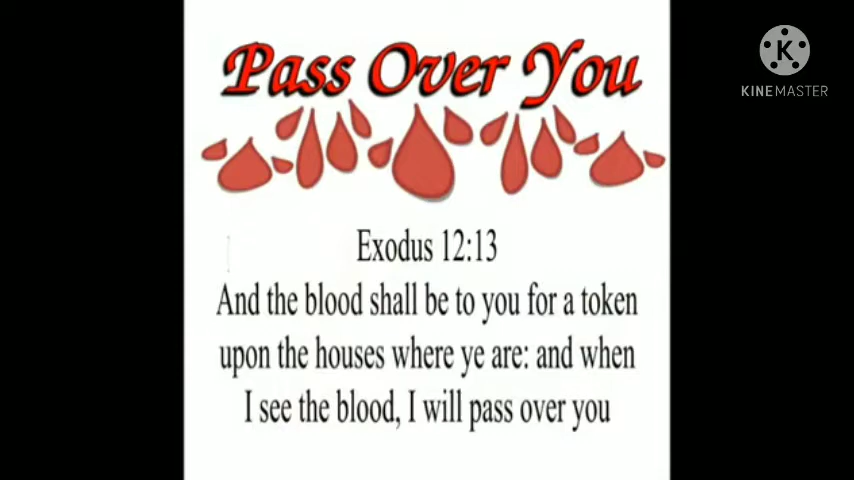 Pass Over You
KINEMASTER
Exodus 12:13
And the blood shall be to you for a token
upon the houses where ye are: and when
I see the blood, I will pass over you